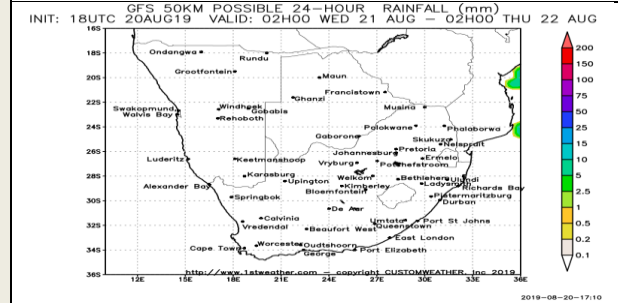 GFS 50KM POSSIBLE 24-HOUR RAINFALL (mm)
INIT: 18UTC 20AUG19 VALID: 02H00 WED 21 AUG - 02H00 THU 22 AUG
16S
Ondangwa
Rundu
200
18S
150
Grootfontein
100
20S
Maun
75
Francistown
22S
Ghanzi
50
Windhoek
Gobabis
Musina
Swakopmund
Walvis Bay
Rehoboth
25
24S
Polokwane
Phalaborwa
15
Gaborone
Skukuza
Nelspruit
26S
Johannesburg
Pretoria
10
Luderitz
Keetmanshoop
Vryburg
Potchefstroom
Ermelo
5
28S
Karasburg
Upington
Welkom
Bethlehem
Ulundi
2.5
Alexander Bay
Kimberley
Ladysmith
Richards Bay
Bloemfontein
1
30S
Springbok
Pietermaritzburg
Durban
De Aar
0.5
Calvinia
Umtata
Port St Johns
32S
Vredendal
Beaufort West
Queenstown
0.2
East London
Cape Town
Worcester
Oudtshoorn
0.1
34S
George
Port Elizabeth
http://www.1stweather.com - copyright CUSTOMWEATHER, Inc 2019
36S
12E 15E 18E 21E 24E 27E 30E 33E 36E
2019-08-20-17:10